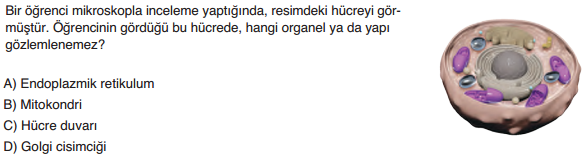 Bir öğrenci mikroskopla inceleme yaptığında, resimdeki hücreyi gör-
müştür. Öğrencinin gördüğü bu hücrede, hangi organel ya da yapı
gözlemlenemez?
A) Endoplazmik retikulum
B) Mitokondri
C) Hücre duvarı
D) Golgi cisimciği